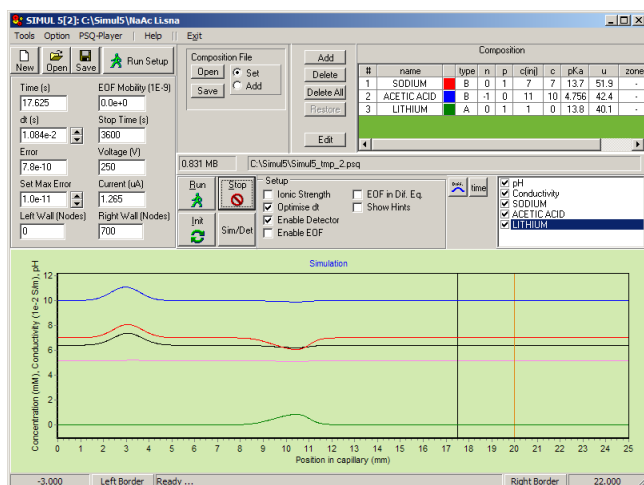 SIMUL 5[2]: C:\Simul5\NaAc Li.sna
Tools Option PSQ-Player Help Exit
New Open Save Run Setup
Time (s) EOF Mobility (1E-9)
17.625 0.0e+0
dt (s) Stop Time (s)
1.084e-2 3600
Error Voltage (V)
7.8e-10 250
Set Max Error Current (uA)
1.0e-11 1.265
Left Wall (Nodes) Right Wall (Nodes)
0 700
Composition File
Open Set
Save Add
Add
Delete
Delete All
Restore
Edit
Composition
# name type n p c(inj) c pKa u zone
1 SODIUM B 0 1 7 7 13.7 51.9 -
2 ACETIC ACID B -1 0 11 10 4.756 42.4 -
3 LITHIUM A 0 1 1 0 13.8 40.1 -
0.831 MB C:\Simul5\Simul5_tmp_2.psq
Run Stop
Init Sim/Det
Setup
Ionic Strength EOF in Dif. Eq.
Optimise dt Show Hints
Enable Detector
Enable EOF
time
pH
Conductivity
SODIUM
ACETIC ACID
LITHIUM
Simulation
Concentration (mM), Conductivity (1e-2 S/m), pH
12
10
8
6
4
2
0
0 1 2 3 4 5 6 7 8 9 10 11 12 13 14 15 16 17 18 19 20 21 22 23 24 25
Position in capillary (mm)
-3.000 Left Border Ready ... Right Border 22.000